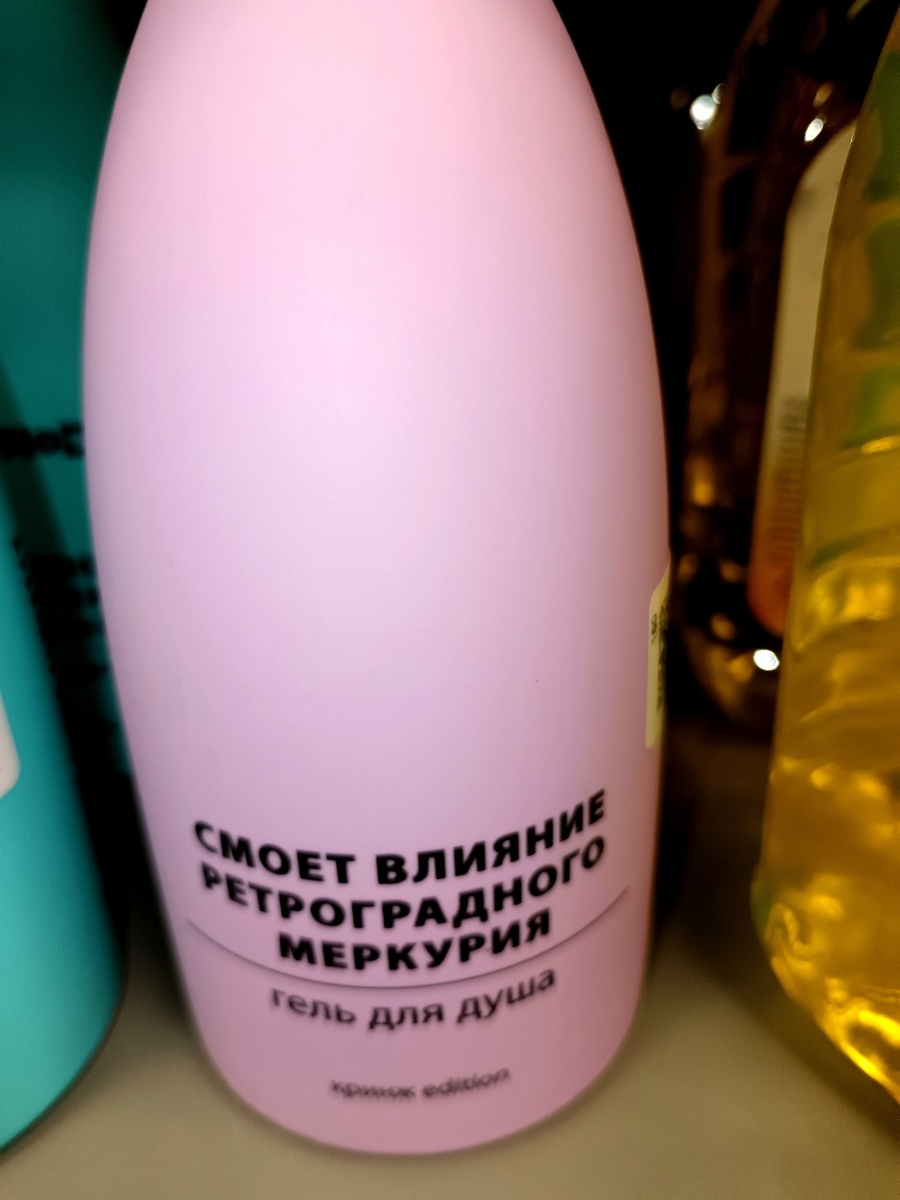 СМОЕТ ВЛИЯНИЕ
РЕТРОГРАДНОГО
МЕРКУРИЯ
гель для душа
кринж edition